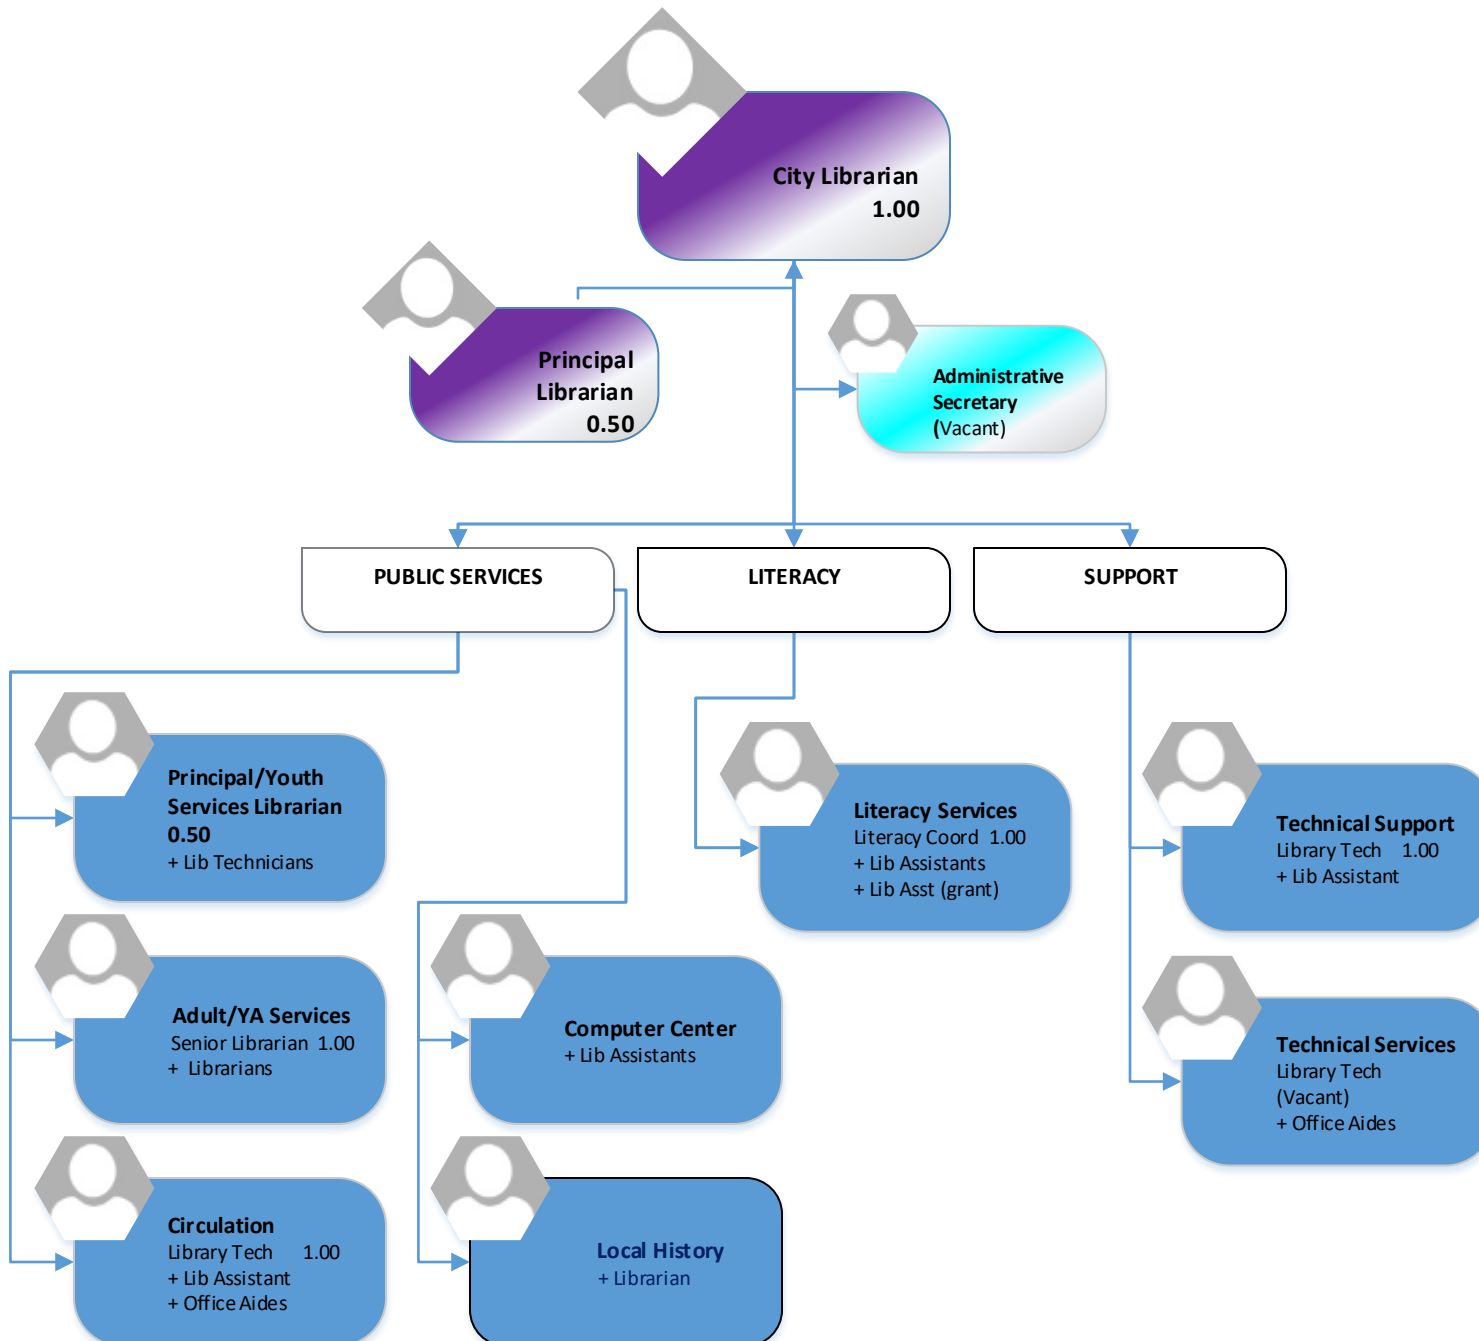 City Librarian
1.00
Principal
Librarian
0.50
Administrative
Secretary
(Vacant)
PUBLIC SERVICES
LITERACY
SUPPORT
Principal/Youth
Services Librarian
0.50
+ Lib Technicians
Literacy Services
Literacy Coord 1.00
+ Lib Assistants
+ Lib Asst (grant)
Technical Support
Library Tech 1.00
+ Lib Assistant
Adult/YA Services
Senior Librarian 1.00
+ Librarians
Computer Center
+ Lib Assistants
Technical Services
Library Tech
(Vacant)
+ Office Aides
Circulation
Library Tech 1.00
+ Lib Assistant
+ Office Aides
Local History
+ Librarian